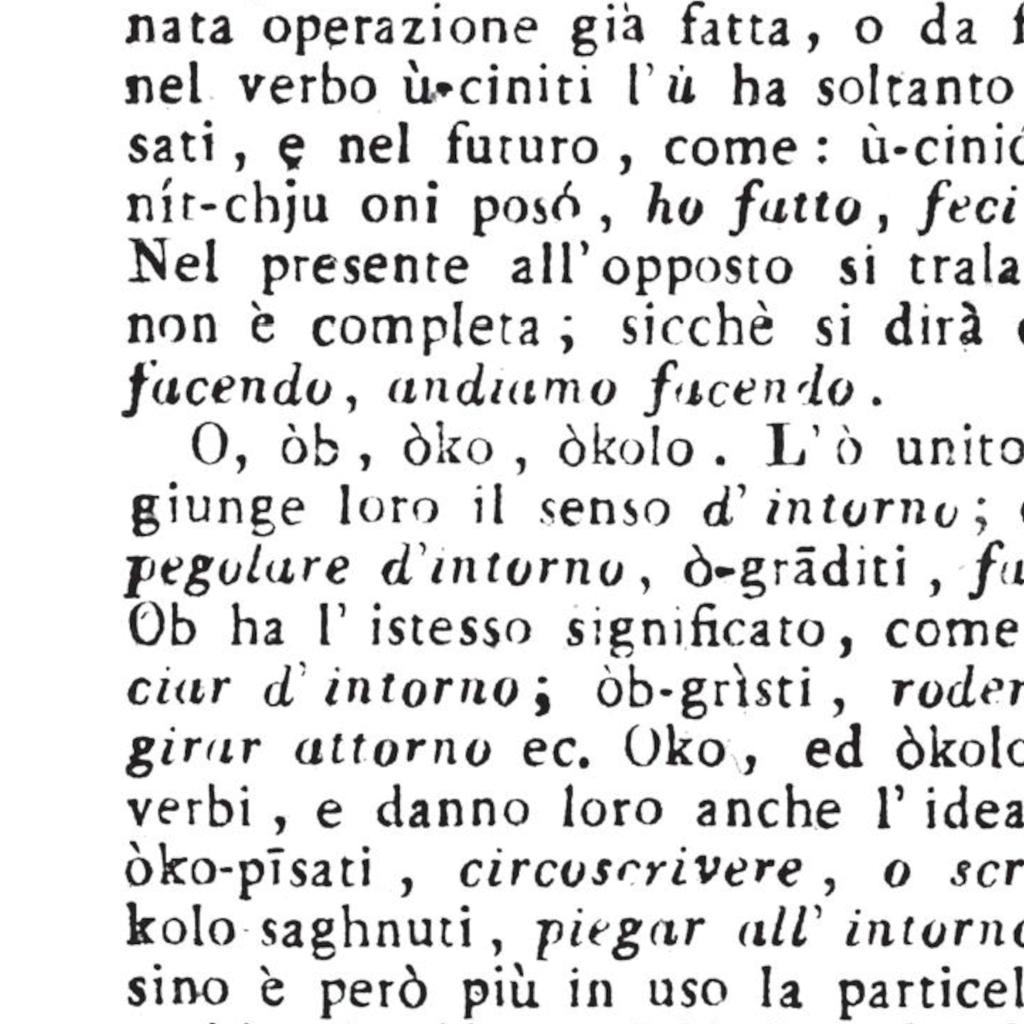 nata operazione già fatta, o da
nel verbo ù-ciniti l'ù ha soltanto
sati, e nel futuro, come: ù-cinió
nít-chju oni posó, ho fatto, feci
Nel presente all'opposto si trala
non è completa; sicchè si dirà
facendo, andiamo facendo.
O, òb, òko, òkolo. L'ò unito
giunge loro il senso d'intorno;
pegolare d'intorno, ò-grāditi, fa
Ob ha l'istesso significato, come
ciar d'intorno; òb-grìsti, roder
girar attorno ec. Oko, ed òkolo
verbi, e danno loro anche l'idea
òko-pīsati, circoscrivere, o scr
kolo saghnuti, piegar all'intorno
sino è però più in uso la particel